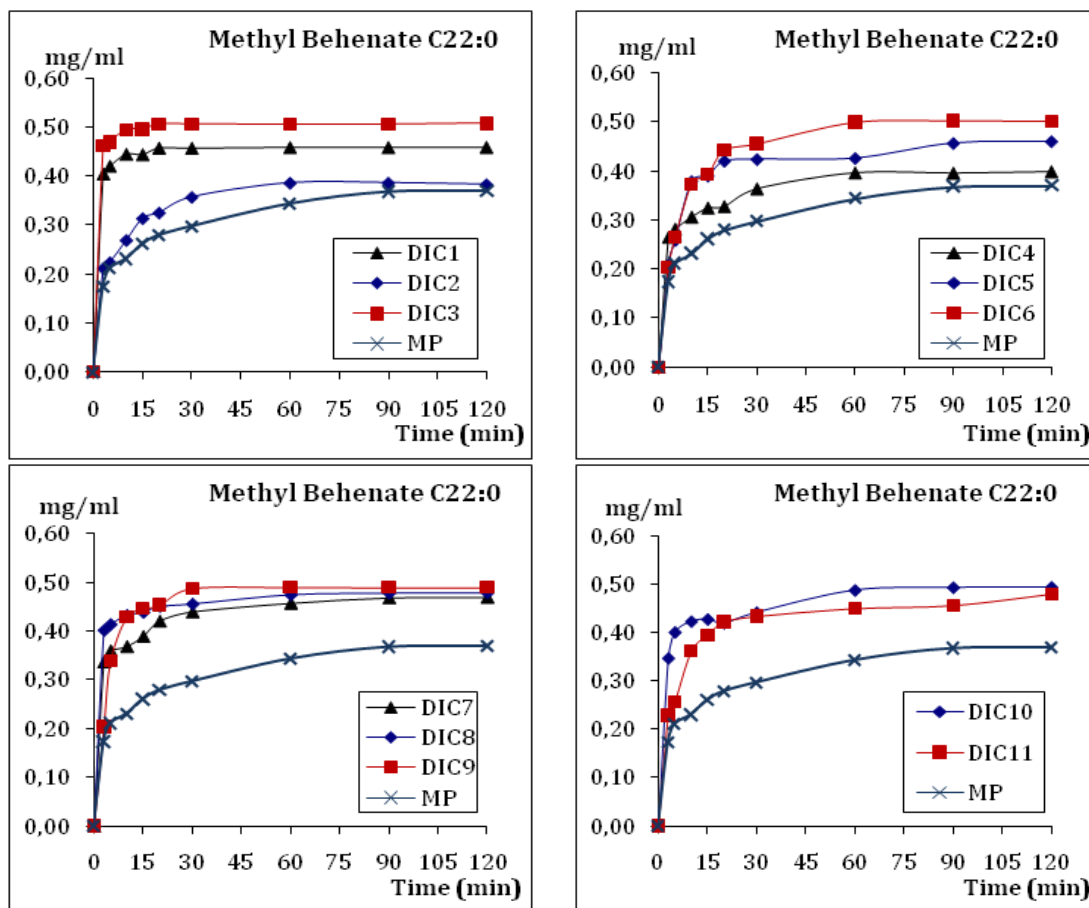 Methyl Behenate C22:0
mg/ml
0,60
0,50
0,40
0,30
0,20
0,10
0,00
DIC1
DIC2
DIC3
MP
0 15 30 45 60 75 90 105 120
Time (min)
Methyl Behenate C22:0
mg/ml
0,60
0,50
0,40
0,30
0,20
0,10
0,00
DIC4
DIC5
DIC6
MP
0 15 30 45 60 75 90 105 120
Time (min)
Methyl Behenate C22:0
mg/ml
0,60
0,50
0,40
0,30
0,20
0,10
0,00
DIC7
DIC8
DIC9
MP
0 15 30 45 60 75 90 105 120
Time (min)
Methyl Behenate C22:0
mg/ml
0,60
0,50
0,40
0,30
0,20
0,10
0,00
DIC10
DIC11
MP
0 15 30 45 60 75 90 105 120
Time (min)